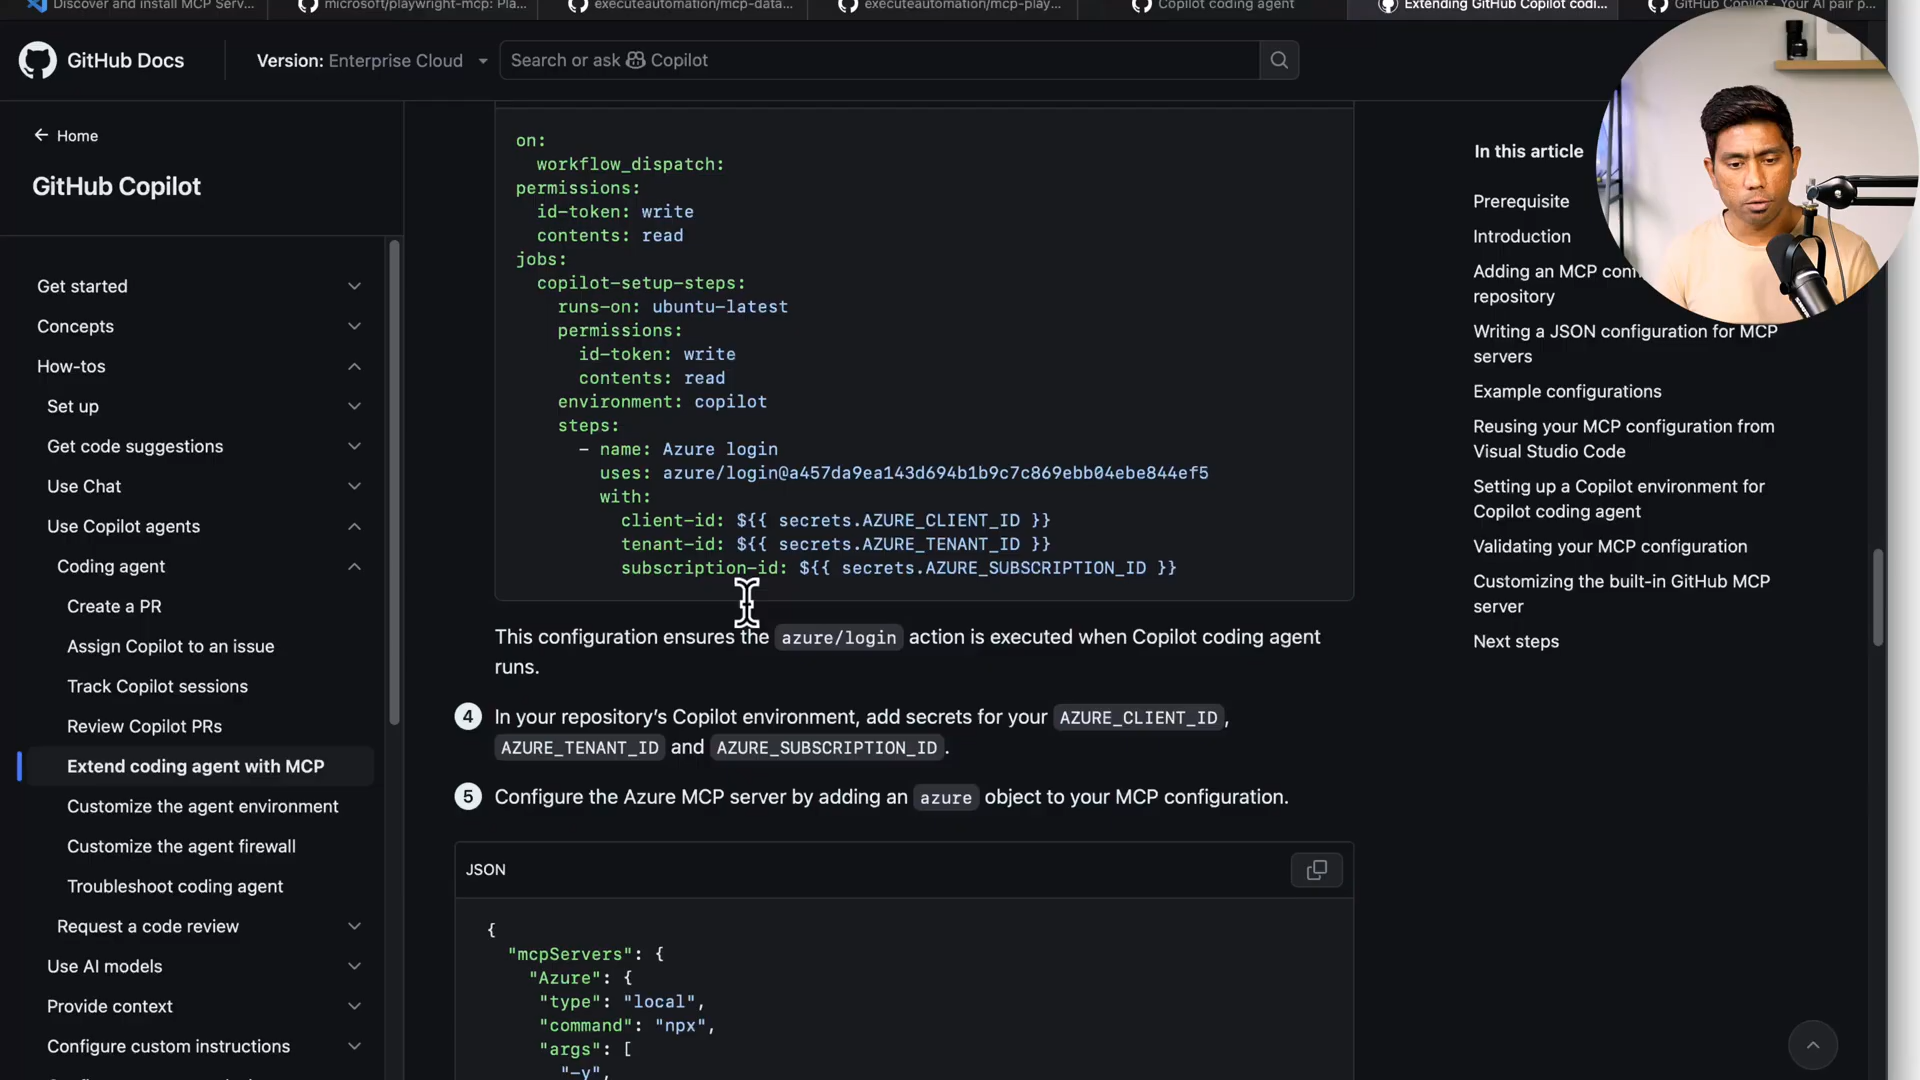 Discover and install MCP Serv...
microsoft/playwright-mcp: Pla...
executeautomation/mcp-data...
executeautomation/mcp-play...
Copilot coding agent
Extending GitHub Copilot codi...
GitHub Copilot · Your AI pair p...
GitHub Docs
Version: Enterprise Cloud
Search or ask Copilot
Home
GitHub Copilot
Get started
Concepts
How-tos
Set up
Get code suggestions
Use Chat
Use Copilot agents
Coding agent
Create a PR
Assign Copilot to an issue
Track Copilot sessions
Review Copilot PRs
Extend coding agent with MCP
Customize the agent environment
Customize the agent firewall
Troubleshoot coding agent
Request a code review
Use AI models
Provide context
Configure custom instructions
on:
workflow_dispatch:
permissions:
id-token: write
contents: read
jobs:
copilot-setup-steps:
runs-on: ubuntu-latest
permissions:
id-token: write
contents: read
environment: copilot
steps:
- name: Azure login
uses: azure/login@a457da9ea143d694b1b9c7c869ebb04ebe844ef5
with:
client-id: ${{ secrets.AZURE_CLIENT_ID }}
tenant-id: ${{ secrets.AZURE_TENANT_ID }}
subscription-id: ${{ secrets.AZURE_SUBSCRIPTION_ID }}
This configuration ensures the azure/login action is executed when Copilot coding agent
runs.
4 In your repository's Copilot environment, add secrets for your AZURE_CLIENT_ID,
AZURE_TENANT_ID and AZURE_SUBSCRIPTION_ID.
5 Configure the Azure MCP server by adding an azure object to your MCP configuration.
JSON
{
"mcpServers": {
"Azure": {
"type": "local",
"command": "npx",
"args": [
"-y",
In this article
Prerequisite
Introduction
Adding an MCP
repository
Writing a JSON configuration for MCP
servers
Example configurations
Reusing your MCP configuration from
Visual Studio Code
Setting up a Copilot environment for
Copilot coding agent
Validating your MCP configuration
Customizing the built-in GitHub MCP
server
Next steps